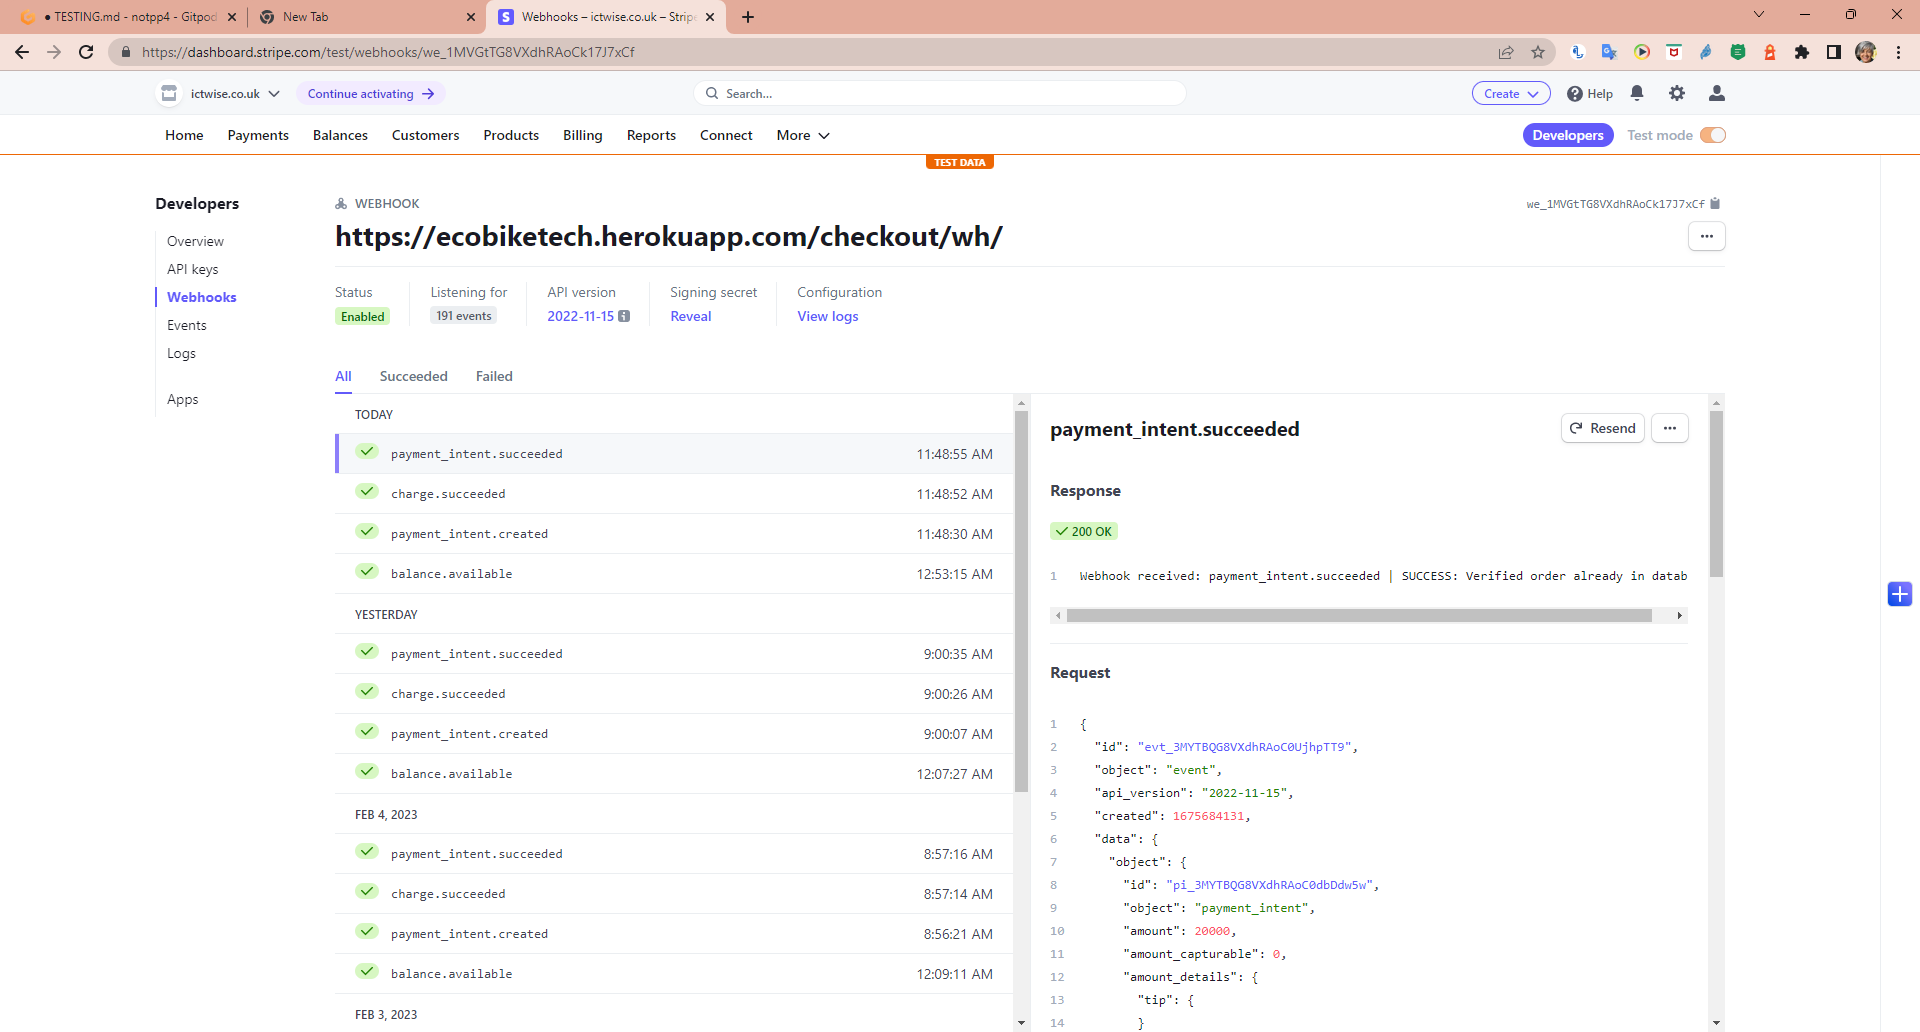 ● TESTING.md - notpp4 - Gitpod
New Tab
Webhooks – ictwise.co.uk – Stripe
https://dashboard.stripe.com/test/webhooks/we_1MVGtTG8VXdhRAoCk17J7xCf
ictwise.co.uk
Continue activating →
Search...
Create
Help
Home Payments Balances Customers Products Billing Reports Connect More
Developers
Test mode
TEST DATA
Developers
Overview
API keys
Webhooks
Events
Logs
Apps
WEBHOOK
we_1MVGtTG8VXdhRAoCk17J7xCf
https://ecobiketech.herokuapp.com/checkout/wh/
Status Listening for API version Signing secret Configuration
Enabled 191 events 2022-11-15 Reveal View logs
All Succeeded Failed
TODAY
payment_intent.succeeded 11:48:55 AM
charge.succeeded 11:48:52 AM
payment_intent.created 11:48:30 AM
balance.available 12:53:15 AM
YESTERDAY
payment_intent.succeeded 9:00:35 AM
charge.succeeded 9:00:26 AM
payment_intent.created 9:00:07 AM
balance.available 12:07:27 AM
FEB 4, 2023
payment_intent.succeeded 8:57:16 AM
charge.succeeded 8:57:14 AM
payment_intent.created 8:56:21 AM
balance.available 12:09:11 AM
FEB 3, 2023
payment_intent.succeeded
Resend
Response
200 OK
1 Webhook received: payment_intent.succeeded | SUCCESS: Verified order already in datab
Request
1 {
2 "id": "evt_3MYTBQG8VXdhRAoC0UjhpTT9",
3 "object": "event",
4 "api_version": "2022-11-15",
5 "created": 1675684131,
6 "data": {
7 "object": {
8 "id": "pi_3MYTBQG8VXdhRAoC0dbDdw5w",
9 "object": "payment_intent",
10 "amount": 20000,
11 "amount_capturable": 0,
12 "amount_details": {
13 "tip": {
14 }